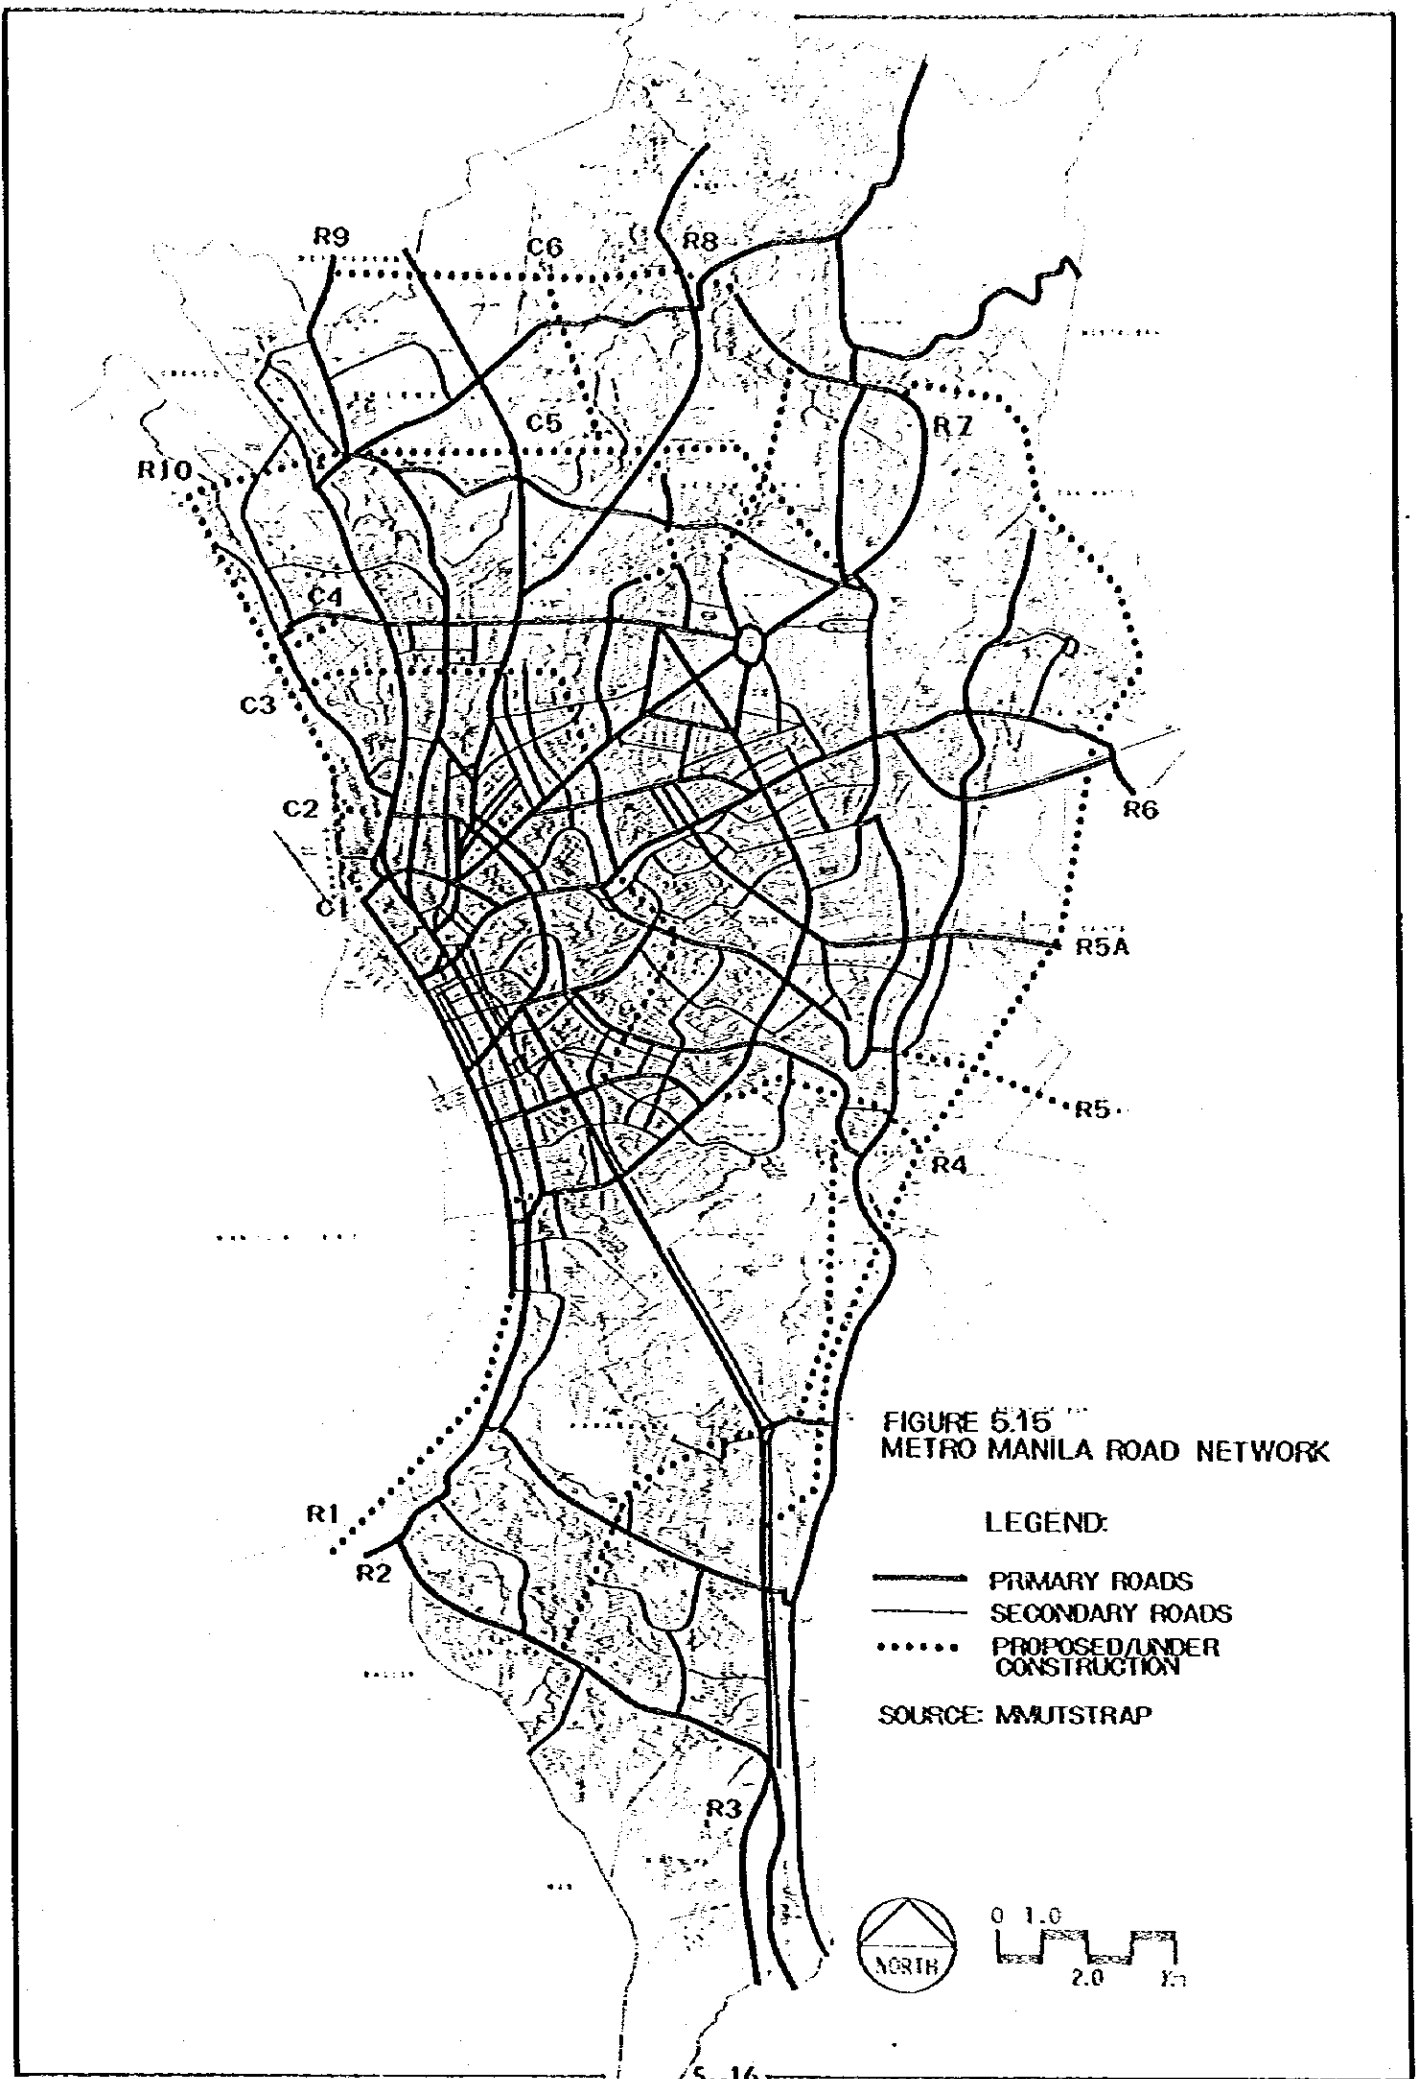 R9
C6
R8
C5
R7
R10
C4
C3
C2
R6
R5A
R5
R4
FIGURE 5.15
METRO MANILA ROAD NETWORK
R1
LEGEND:
R2
PRIMARY ROADS
SECONDARY ROADS
PROPOSED/UNDER
CONSTRUCTION
SOURCE: MMUTSTRAP
R3
0 1.0
NORTH
2.0 Km
5-16